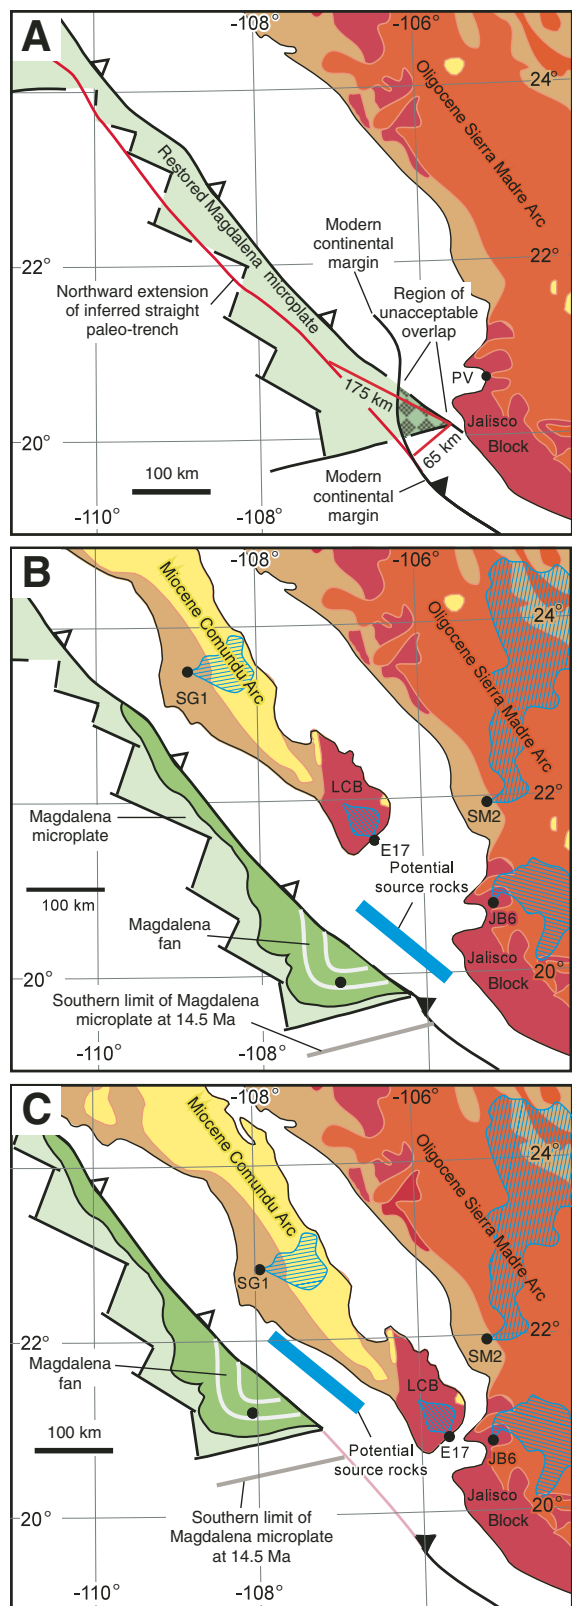 A
-108°
-106°
24°
Oligocene Sierra Madre Arc
Restored Magdalena microplate
Modern
continental
margin
22°
22°
Northward extension
of inferred straight
paleo-trench
Region of
unacceptable
overlap
PV
175 km
Jalisco
Block
65 km
20°
100 km
Modern
continental
margin
-110°
-108°
B
-108°
-106°
24°
Miocene Comundu Arc
Oligocene Sierra Madre Arc
SG1
22°
LCB
SM2
Magdalena
microplate
E17
Potential
source rocks
100 km
JB6
Magdalena
fan
Jalisco
Block
20°
20°
Southern limit of Magdalena
microplate at 14.5 Ma
-110°
-108°
C
-108°
-106°
24°
Miocene Comundu Arc
Oligocene Sierra Madre Arc
SG1
22°
22°
SM2
Magdalena
fan
LCB
100 km
Potential
source rocks
E17
JB6
Jalisco
Block
20°
20°
Southern limit of
Magdalena microplate
at 14.5 Ma
-110°
-108°